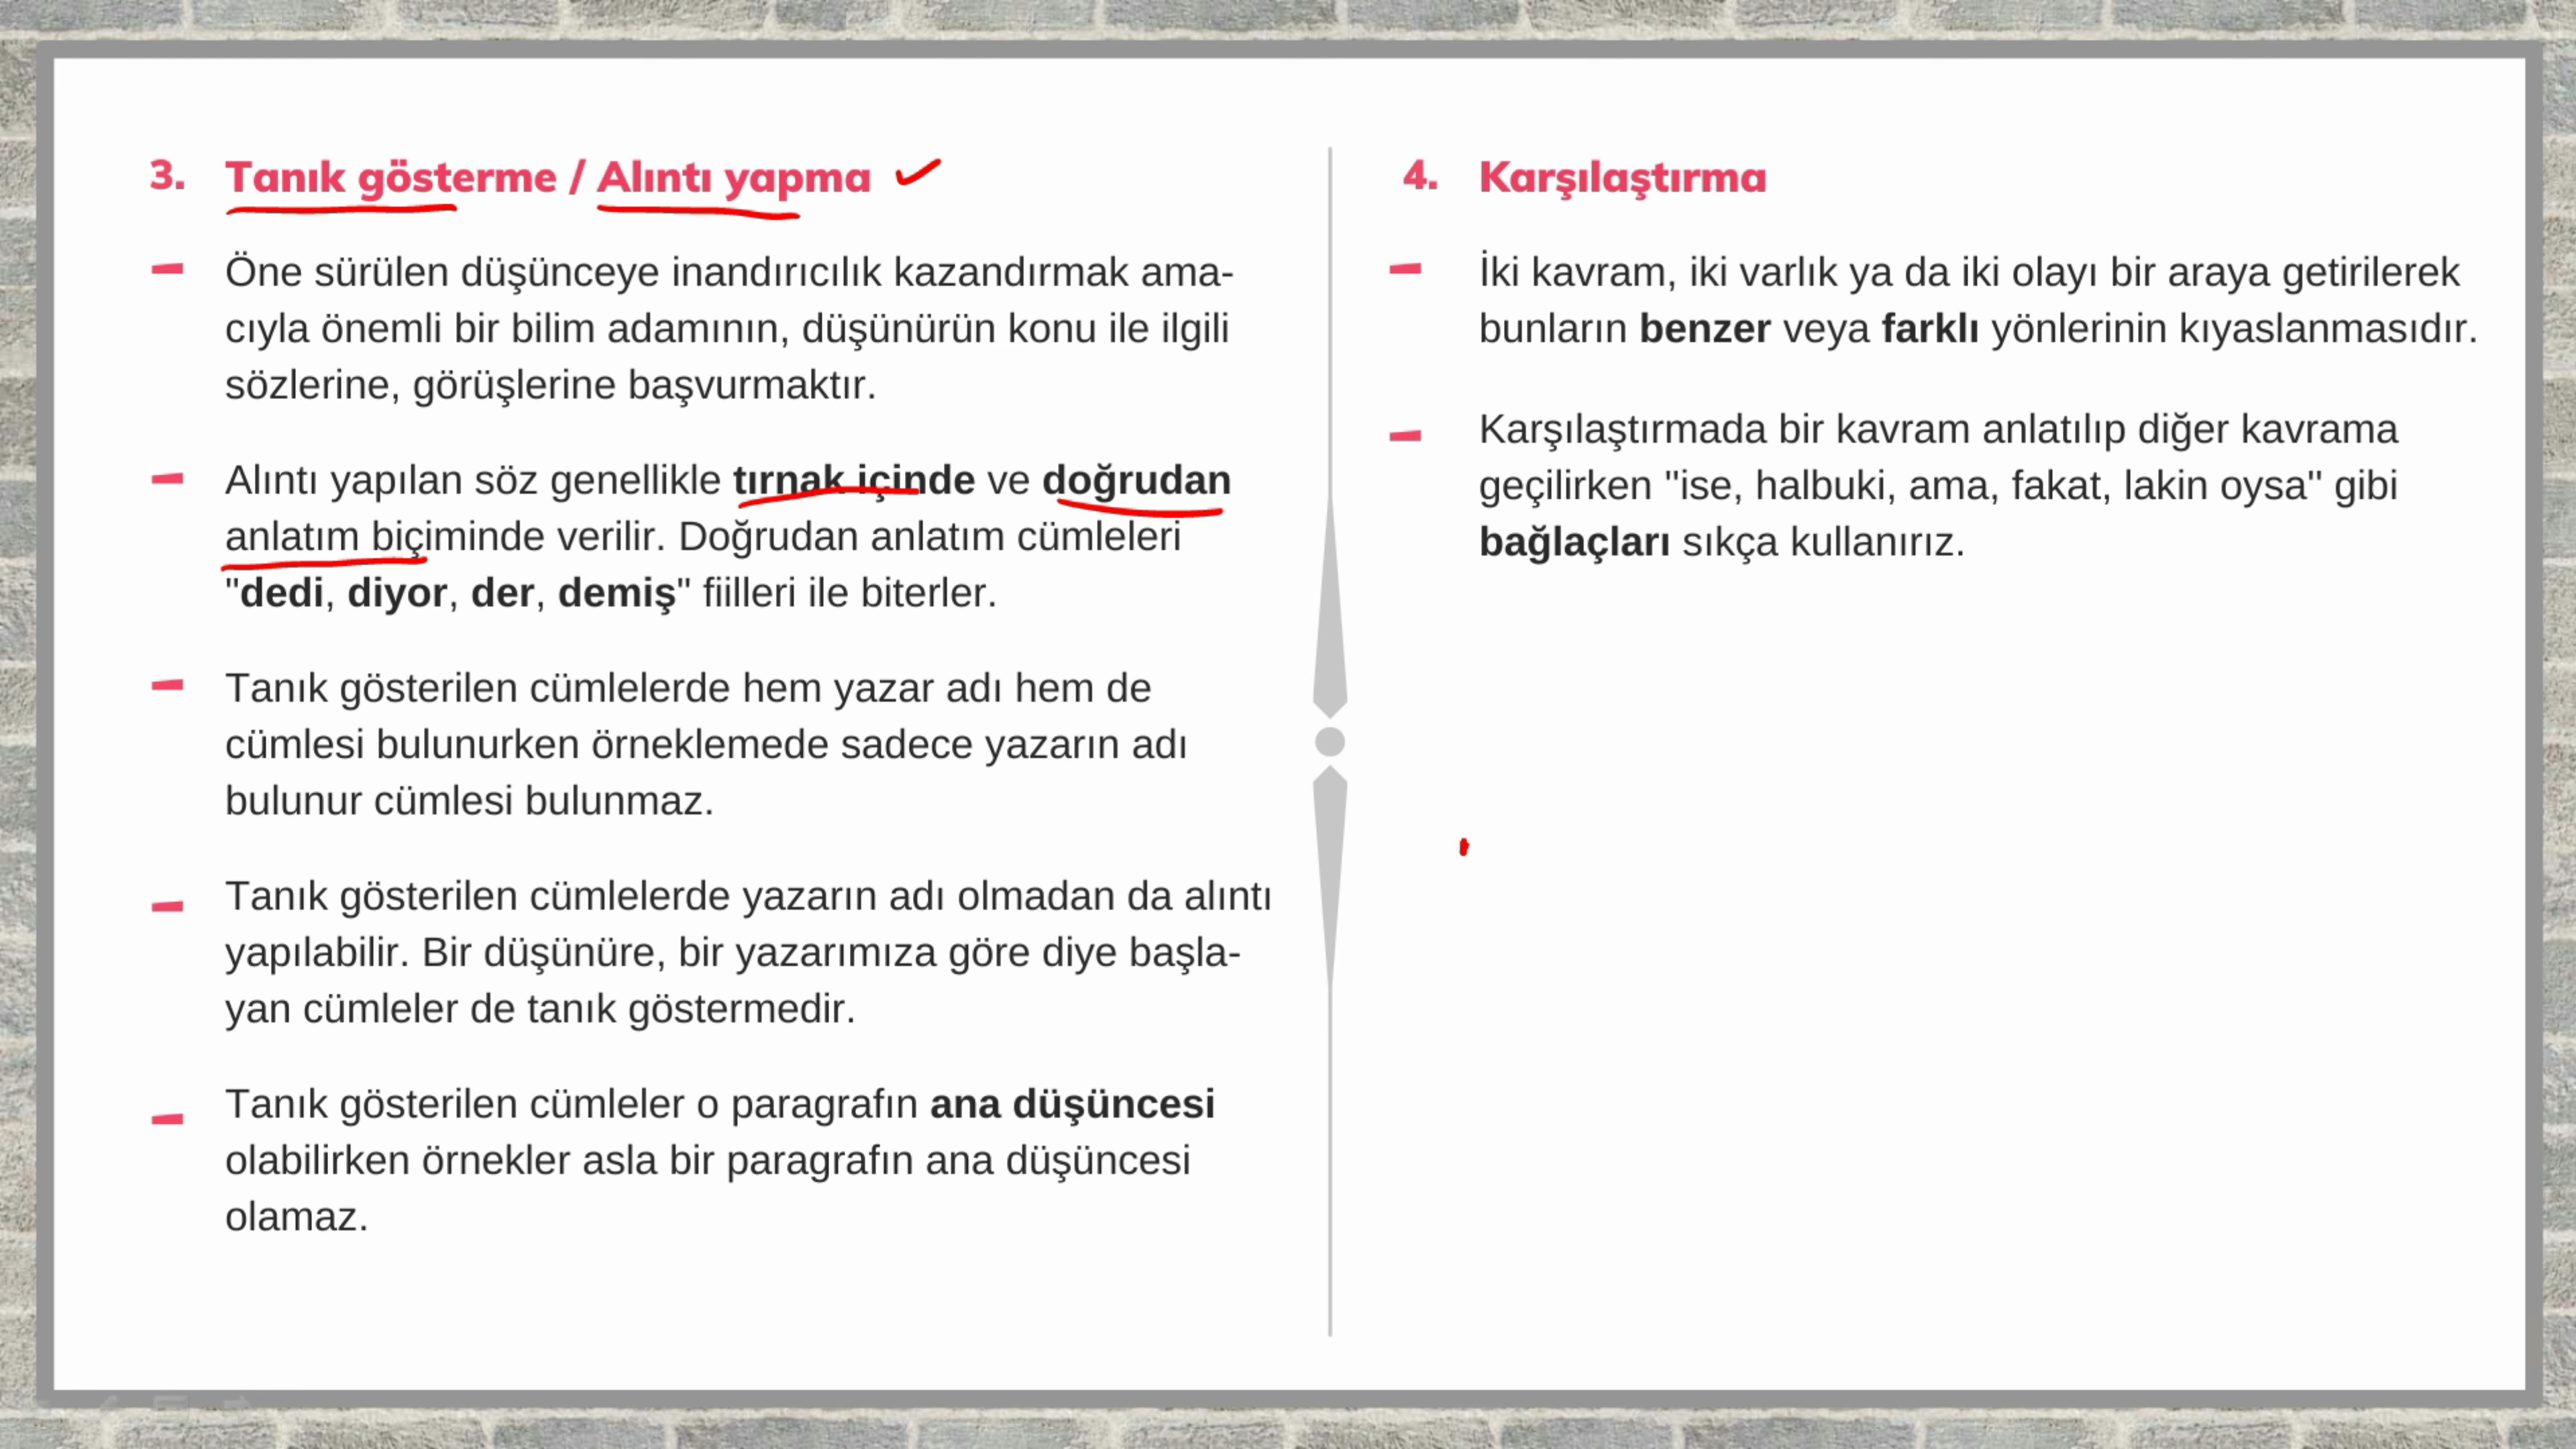 3. Tanık gösterme / Alıntı yapma
Öne sürülen düşünceye inandırıcılık kazandırmak ama-
cıyla önemli bir bilim adamının, düşünürün konu ile ilgili
sözlerine, görüşlerine başvurmaktır.
Alıntı yapılan söz genellikle tırnak içinde ve doğrudan
anlatım biçiminde verilir. Doğrudan anlatım cümleleri
"dedi, diyor, der, demiş" fiilleri ile biterler.
Tanık gösterilen cümlelerde hem yazar adı hem de
cümlesi bulunurken örneklemede sadece yazarın adı
bulunur cümlesi bulunmaz.
Tanık gösterilen cümlelerde yazarın adı olmadan da alıntı
yapılabilir. Bir düşünüre, bir yazarımıza göre diye başla-
yan cümleler de tanık göstermedir.
Tanık gösterilen cümleler o paragrafın ana düşüncesi
olabilirken örnekler asla bir paragrafın ana düşüncesi
olamaz.
4. Karşılaştırma
İki kavram, iki varlık ya da iki olayı bir araya getirilerek
bunların benzer veya farklı yönlerinin kıyaslanmasıdır.
Karşılaştırmada bir kavram anlatılıp diğer kavrama
geçilirken "ise, halbuki, ama, fakat, lakin oysa" gibi
bağlaçları sıkça kullanırız.